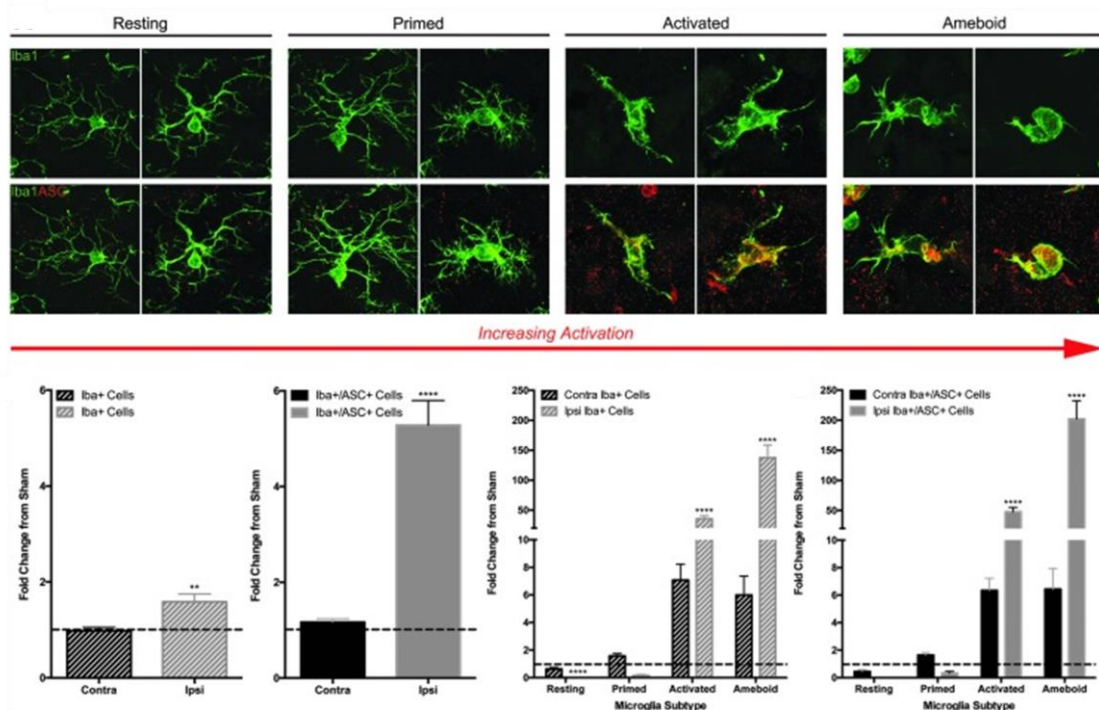 Resting Primed Activated Ameboid
Iba1
Iba1ASC
Increasing Activation
Iba+ Cells
Iba+ Cells
Fold Change from Sham
6
4
2
0
**
Contra Ipsi
Iba+/ASC+ Cells
Iba+/ASC+ Cells
Fold Change from Sham
6
4
2
0
****
Contra Ipsi
Contra Iba+ Cells
Ipsi Iba+ Cells
Fold Change from Sham
250
200
150
100
50
8
6
4
2
0
****
****
****
Resting Primed Activated Ameboid
Microglia Subtype
Contra Iba+/ASC+ Cells
Ipsi Iba+/ASC+ Cells
Fold Change from Sham
250
200
150
100
50
8
6
4
2
0
****
****
Resting Primed Activated Ameboid
Microglia Subtype